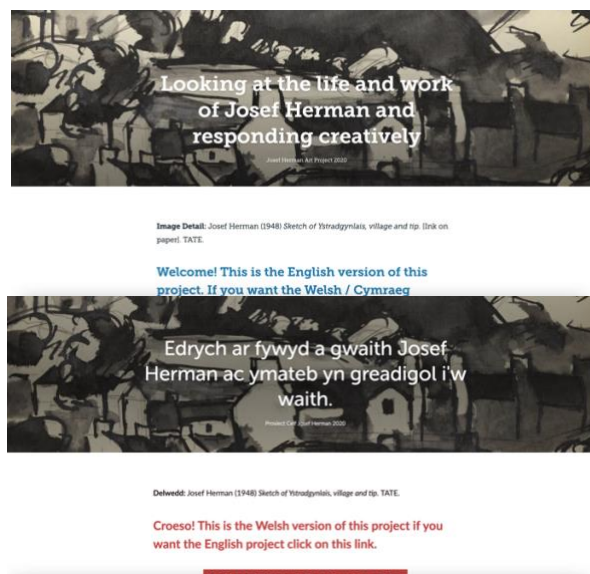 Looking at the life and work
of Josef Herman and
responding creatively
Josef Herman Art Project 2020
Image Detail: Josef Herman (1948) Sketch of Ystradgynlais, village and tip. [Ink on
paper]. TATE.
Welcome! This is the English version of this
project. If you want the Welsh / Cymraeg
Edrych ar fywyd a gwaith Josef
Herman ac ymateb yn greadigol i'w
waith.
Prosiect Celf Josef Herman 2020
Delwedd: Josef Herman (1948) Sketch of Ystradgynlais, village and tip. TATE.
Croeso! This is the Welsh version of this project if you
want the English project click on this link.